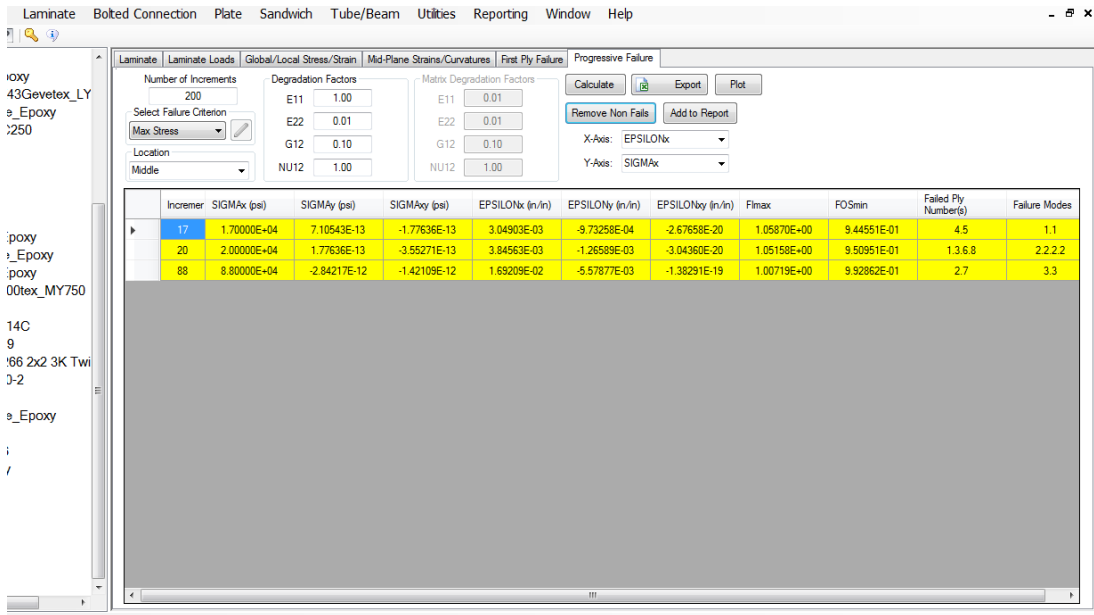 Laminate Bolted Connection Plate Sandwich Tube/Beam Utilities Reporting Window Help
Laminate Laminate Loads Global/Local Stress/Strain Mid-Plane Strains/Curvatures First Ply Failure Progressive Failure
Number of Increments
200
Select Failure Criterion
Max Stress
Location
Middle
Degradation Factors
E11 1.00
E22 0.01
G12 0.10
NU12 1.00
Matrix Degradation Factors
E11 0.01
E22 0.01
G12 0.10
NU12 1.00
Calculate Export Plot
Remove Non Fails Add to Report
X-Axis: EPSILONx
Y-Axis: SIGMAx
Incremer SIGMAx (psi) SIGMAy (psi) SIGMAxy (psi) EPSILONx (in/in) EPSILONy (in/in) EPSILONxy (in/in) FImax FOSmin Failed Ply Number(s) Failure Modes
17 1.70000E+04 7.10543E-13 -1.77636E-13 3.04903E-03 -9.73258E-04 -2.67658E-20 1.05870E+00 9.44551E-01 4.5 1.1
20 2.00000E+04 1.77636E-13 -3.55271E-13 3.84563E-03 -1.26589E-03 -3.04360E-20 1.05158E+00 9.50951E-01 1.3.6.8 2.2.2.2
88 8.80000E+04 -2.84217E-12 -1.42109E-12 1.69209E-02 -5.57877E-03 -1.38291E-19 1.00719E+00 9.92862E-01 2.7 3.3
poxy
43Gevetex_LY
e_Epoxy
C250
Epoxy
e_Epoxy
Epoxy
00tex_MY750
14C
9
266 2x2 3K Twi
0-2
e_Epoxy